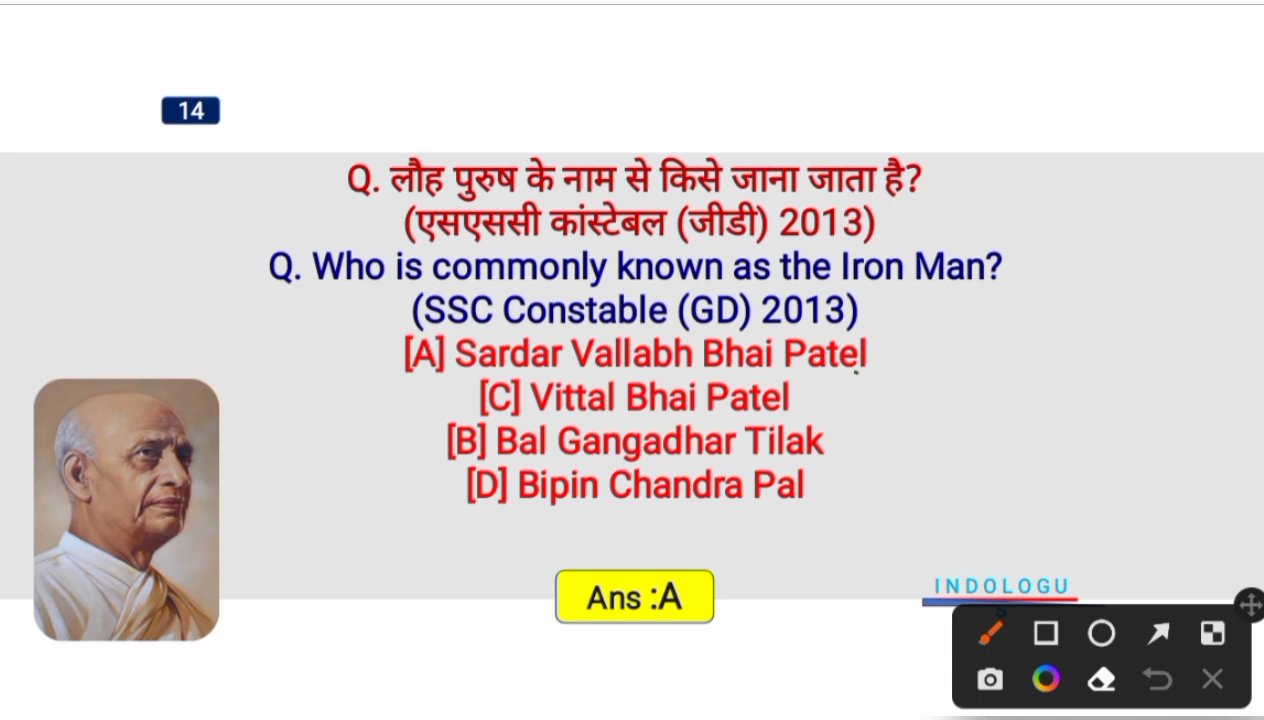 14
Q. लौह पुरुष के नाम से किसे जाना जाता है?
(एसएससी कांस्टेबल (जीडी) 2013)
Q. Who is commonly known as the Iron Man?
(SSC Constable (GD) 2013)
[A] Sardar Vallabh Bhai Patel
[C] Vittal Bhai Patel
[B] Bal Gangadhar Tilak
[D] Bipin Chandra Pal
Ans :A
INDOLOGU